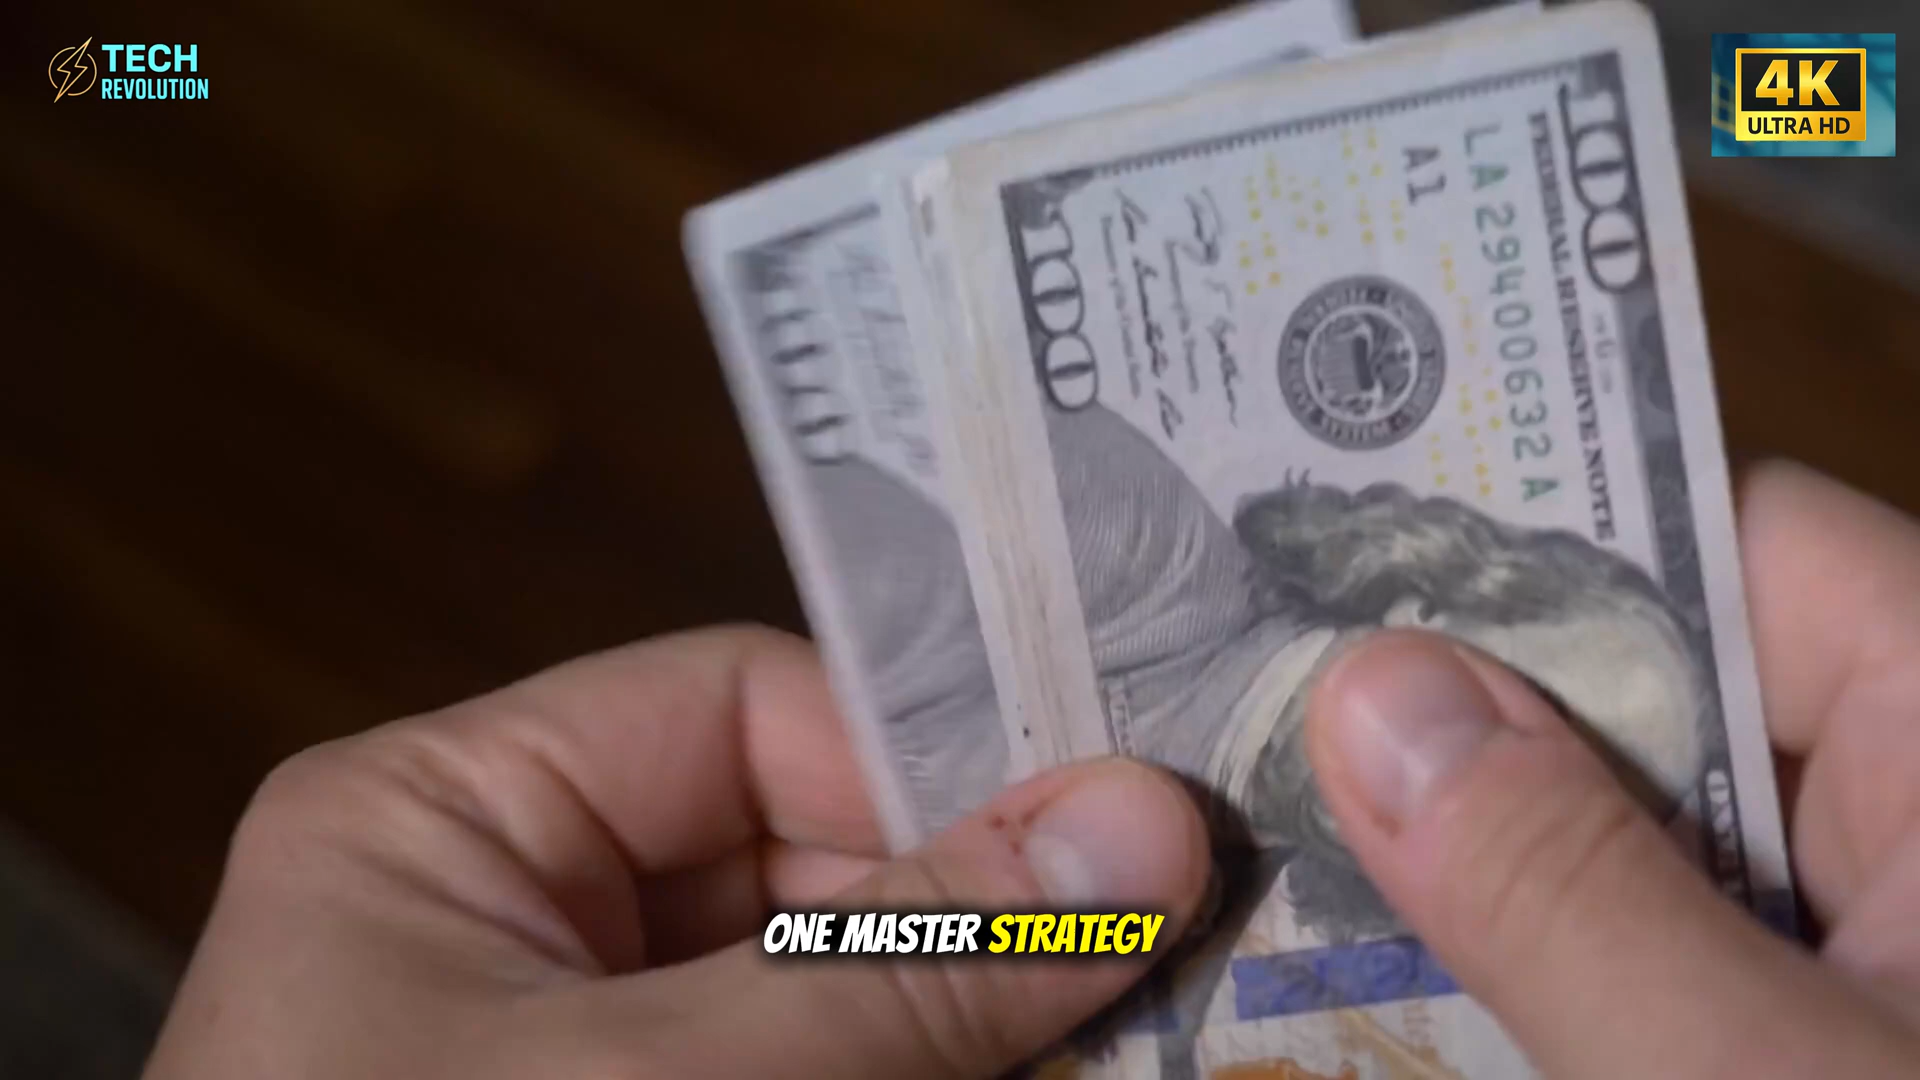 TECH
REVOLUTION
4K
ULTRA HD
100
FEDERAL RESERVE NOTE
LA 29400632 A
A1
100
ONE MASTER STRATEGY